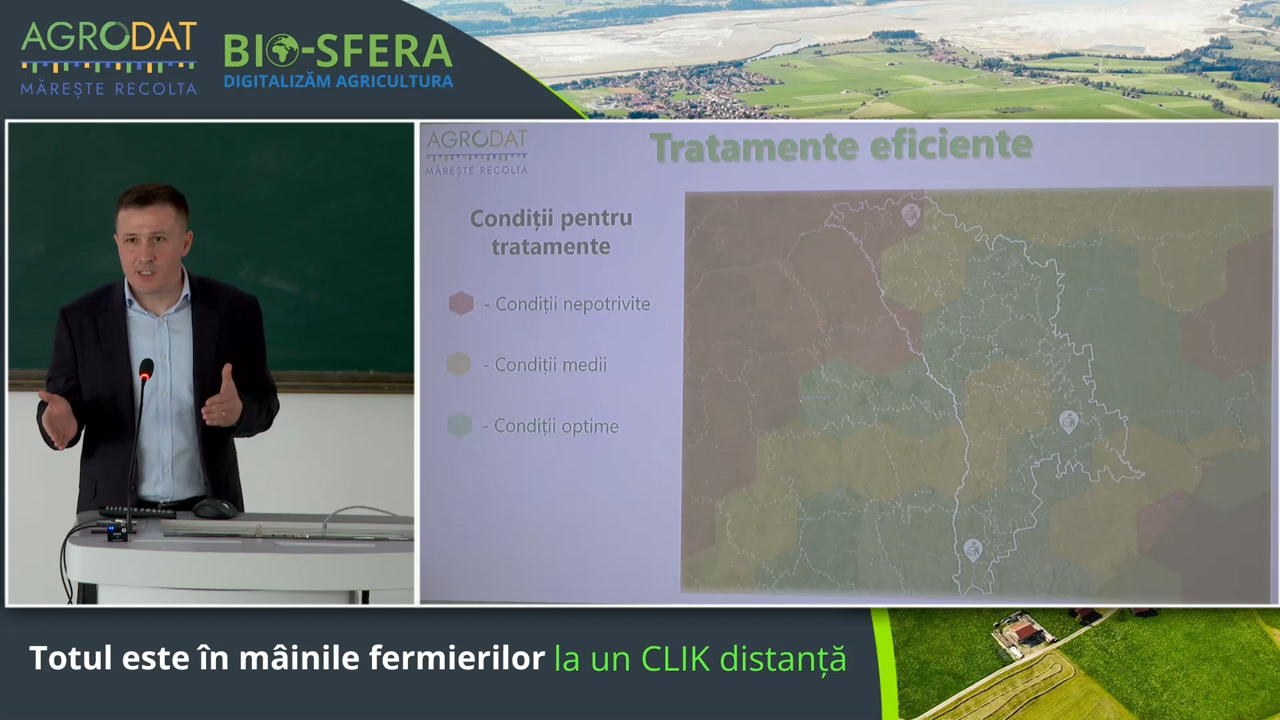 AGRODAT
MĂREȘTE RECOLTA
BIO-SFERA
DIGITALIZĂM AGRICULTURA
AGRODAT
MĂREȘTE RECOLTA
Tratamente eficiente
Condiții pentru
tratamente
- Condiții nepotrivite
- Condiții medii
- Condiții optime
Totul este în mâinile fermierilor la un CLIK distanță